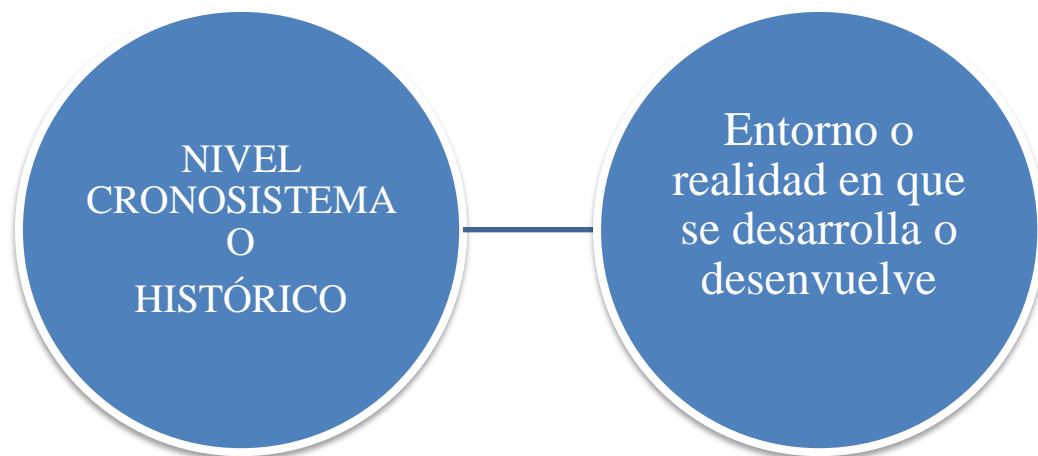 NIVEL
CRONOSISTEMA
O
HISTÓRICO
Entorno o
realidad en que
se desarrolla o
desenvuelve